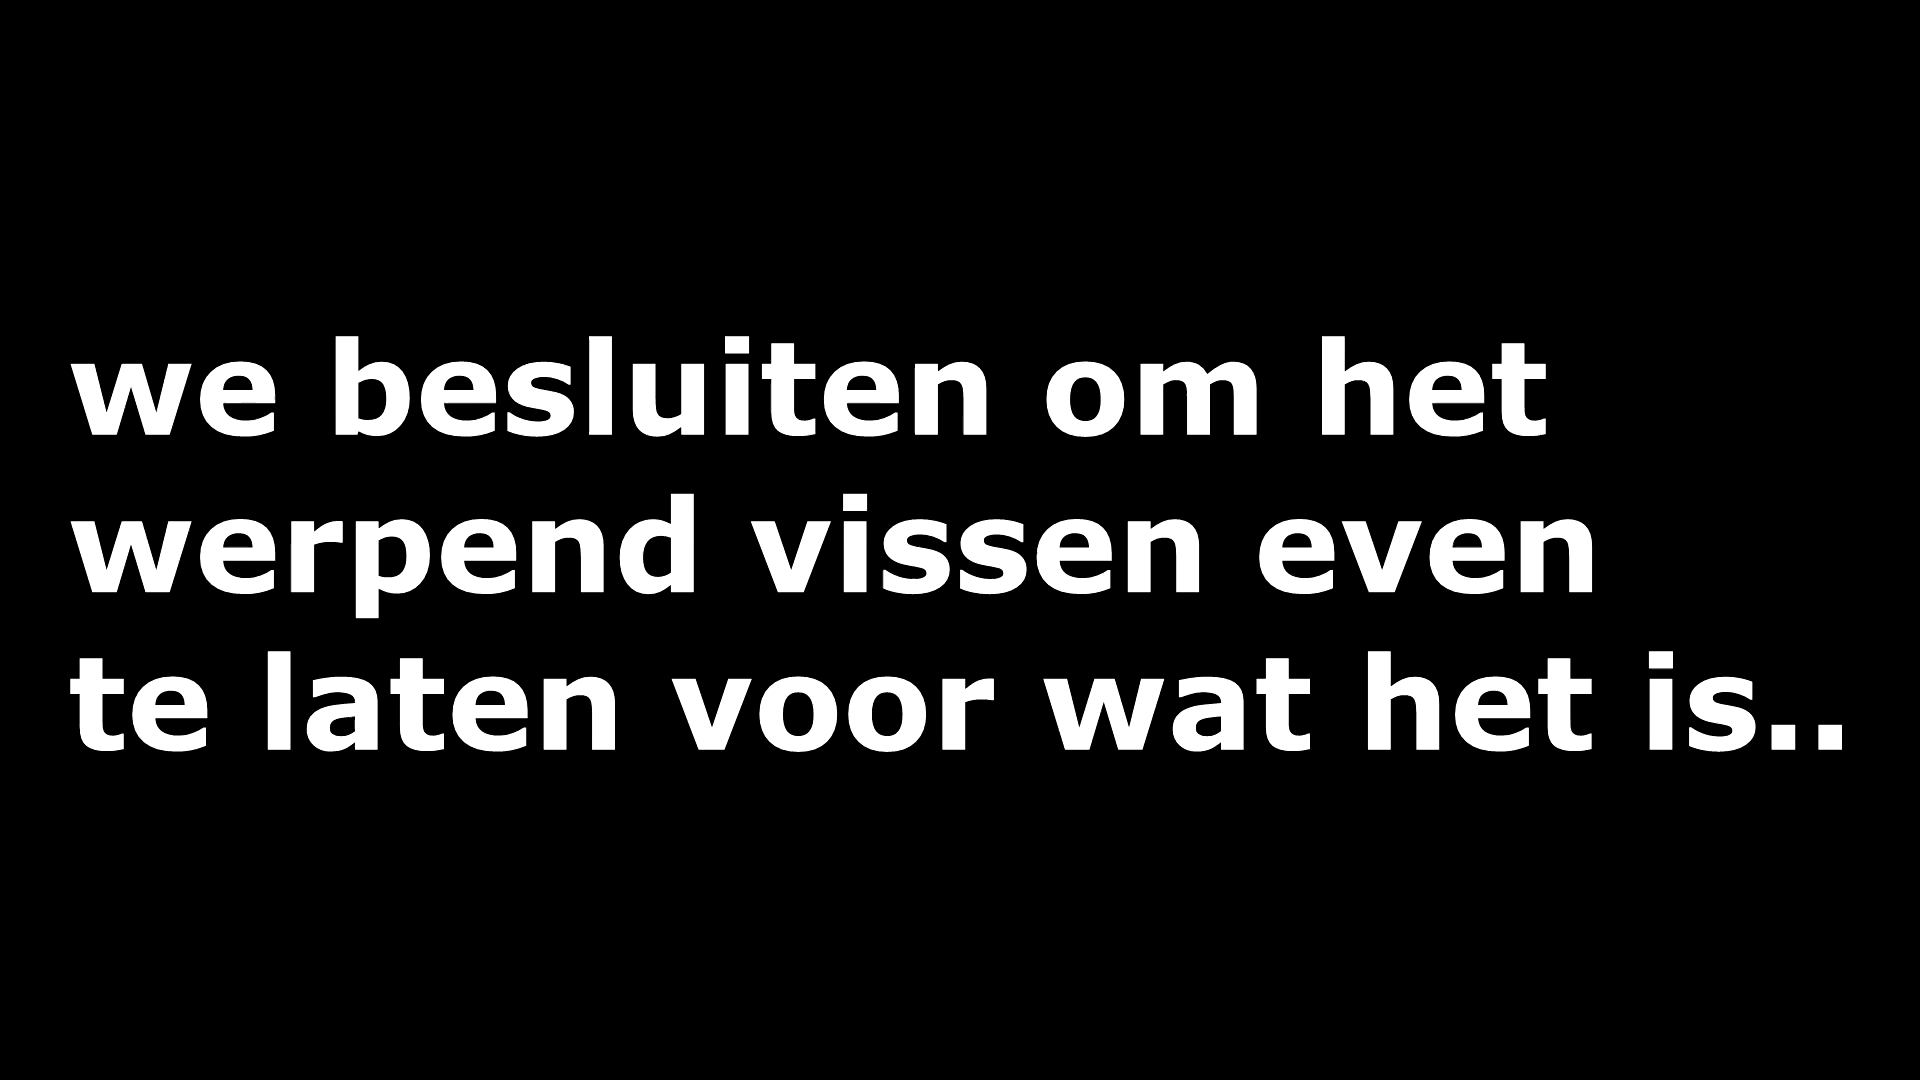 we besluiten om het
werpend vissen even
te laten voor wat het is..